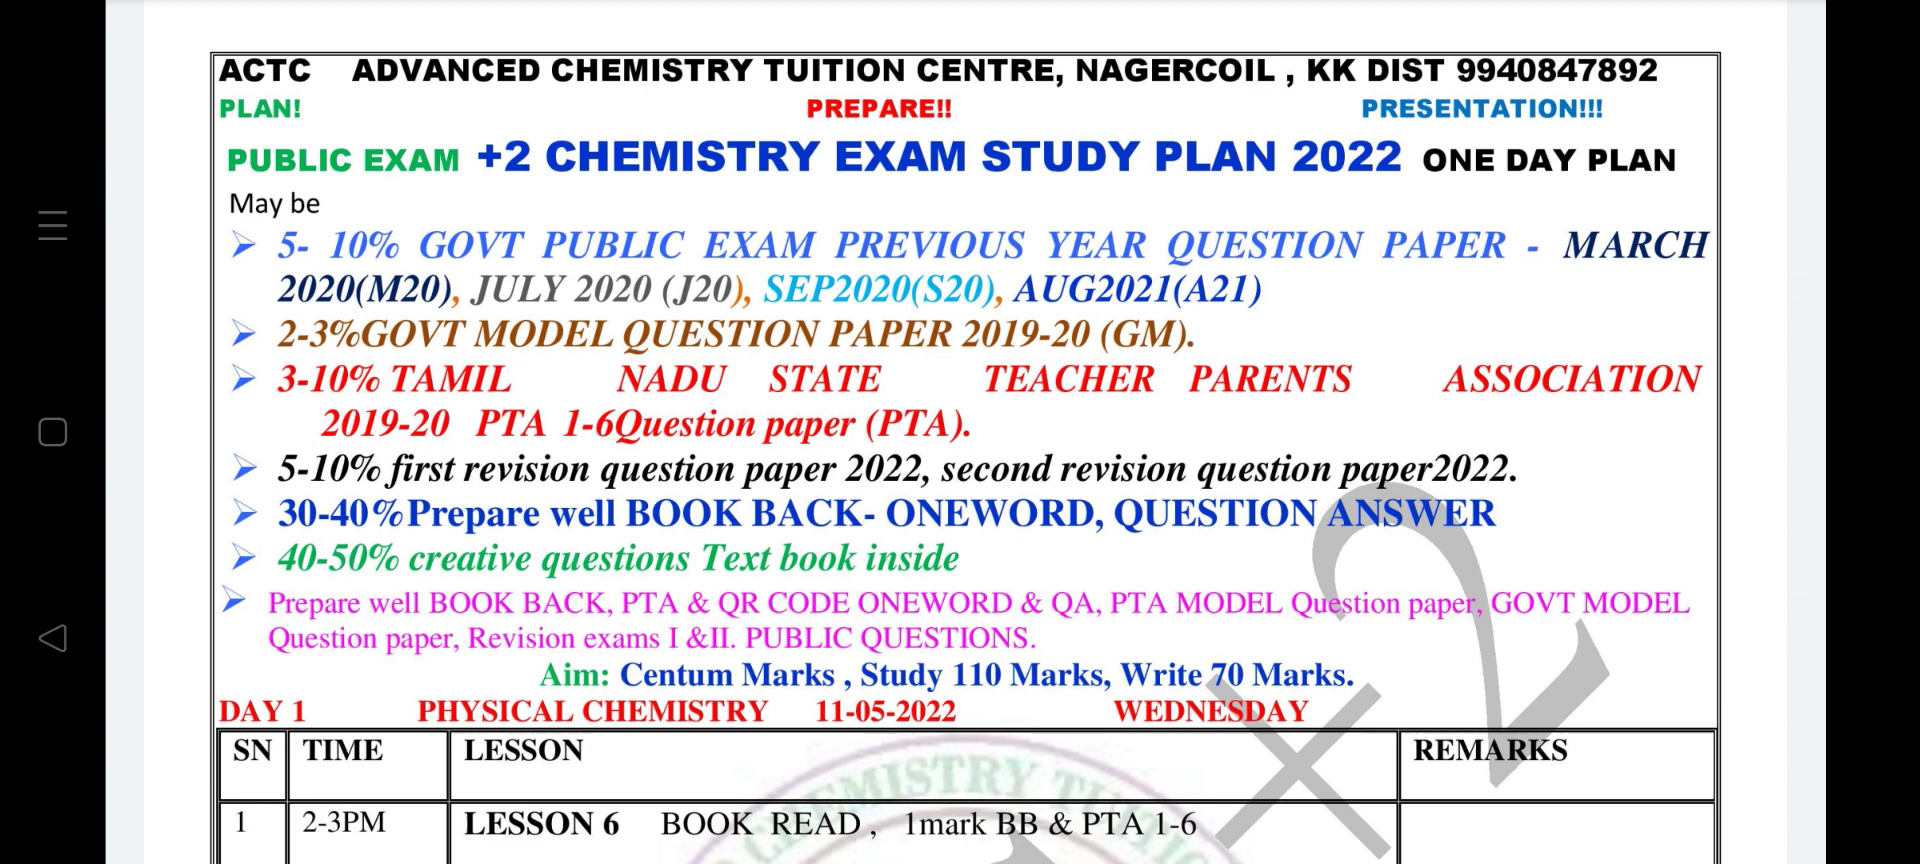 ACTC ADVANCED CHEMISTRY TUITION CENTRE, NAGERCOIL , KK DIST 9940847892
PLAN! PREPARE!! PRESENTATION!!!
PUBLIC EXAM +2 CHEMISTRY EXAM STUDY PLAN 2022 ONE DAY PLAN
May be
5- 10% GOVT PUBLIC EXAM PREVIOUS YEAR QUESTION PAPER - MARCH
2020(M20), JULY 2020 (J20), SEP2020(S20), AUG2021(A21)
2-3%GOVT MODEL QUESTION PAPER 2019-20 (GM).
3-10% TAMIL NADU STATE TEACHER PARENTS ASSOCIATION
2019-20 PTA 1-6Question paper (PTA).
5-10% first revision question paper 2022, second revision question paper2022.
30-40%Prepare well BOOK BACK- ONEWORD, QUESTION ANSWER
40-50% creative questions Text book inside
Prepare well BOOK BACK, PTA & QR CODE ONEWORD & QA, PTA MODEL Question paper, GOVT MODEL
Question paper, Revision exams I &II. PUBLIC QUESTIONS.
Aim: Centum Marks , Study 110 Marks, Write 70 Marks.
DAY 1 PHYSICAL CHEMISTRY 11-05-2022 WEDNESDAY
SN TIME LESSON REMARKS
1 2-3PM LESSON 6 BOOK READ , 1mark BB & PTA 1-6
+2